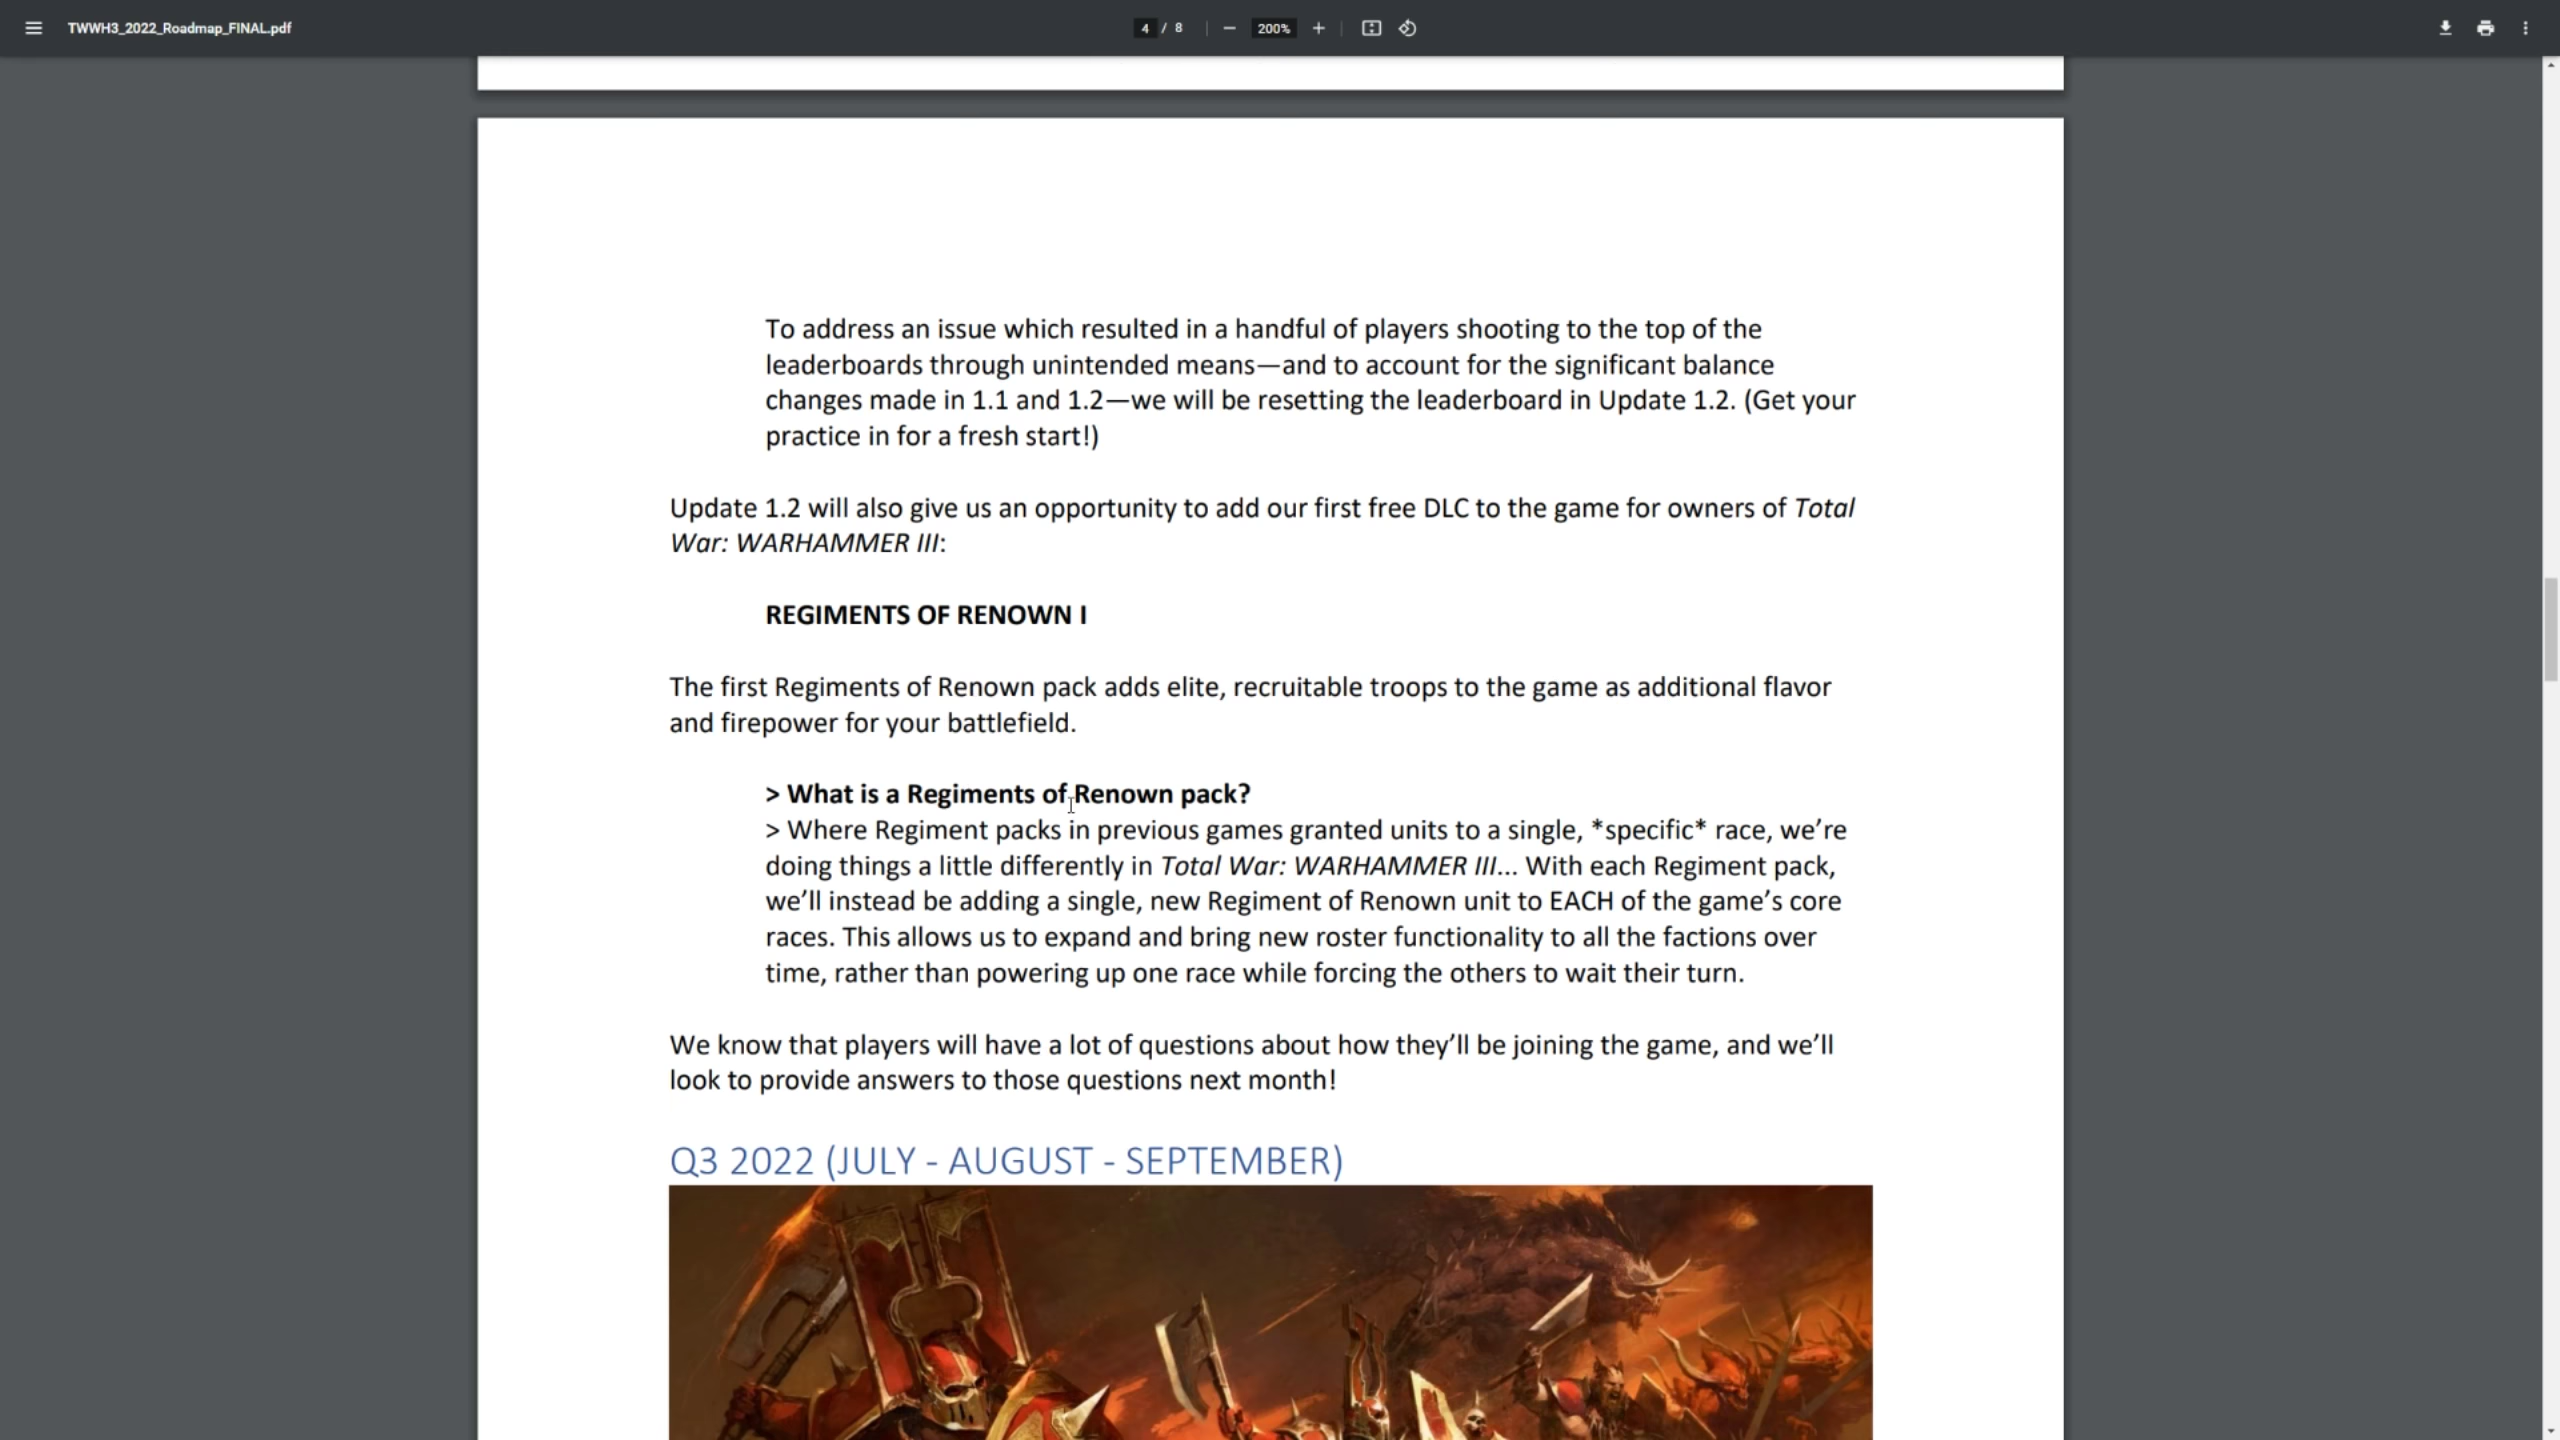 TWWH3_2022_Roadmap_FINAL.pdf
4 / 8
200%
To address an issue which resulted in a handful of players shooting to the top of the
leaderboards through unintended means—and to account for the significant balance
changes made in 1.1 and 1.2—we will be resetting the leaderboard in Update 1.2. (Get your
practice in for a fresh start!)
Update 1.2 will also give us an opportunity to add our first free DLC to the game for owners of Total
War: WARHAMMER III:
REGIMENTS OF RENOWN I
The first Regiments of Renown pack adds elite, recruitable troops to the game as additional flavor
and firepower for your battlefield.
> What is a Regiments of Renown pack?
> Where Regiment packs in previous games granted units to a single, *specific* race, we’re
doing things a little differently in Total War: WARHAMMER III... With each Regiment pack,
we’ll instead be adding a single, new Regiment of Renown unit to EACH of the game’s core
races. This allows us to expand and bring new roster functionality to all the factions over
time, rather than powering up one race while forcing the others to wait their turn.
We know that players will have a lot of questions about how they’ll be joining the game, and we’ll
look to provide answers to those questions next month!
Q3 2022 (JULY - AUGUST - SEPTEMBER)